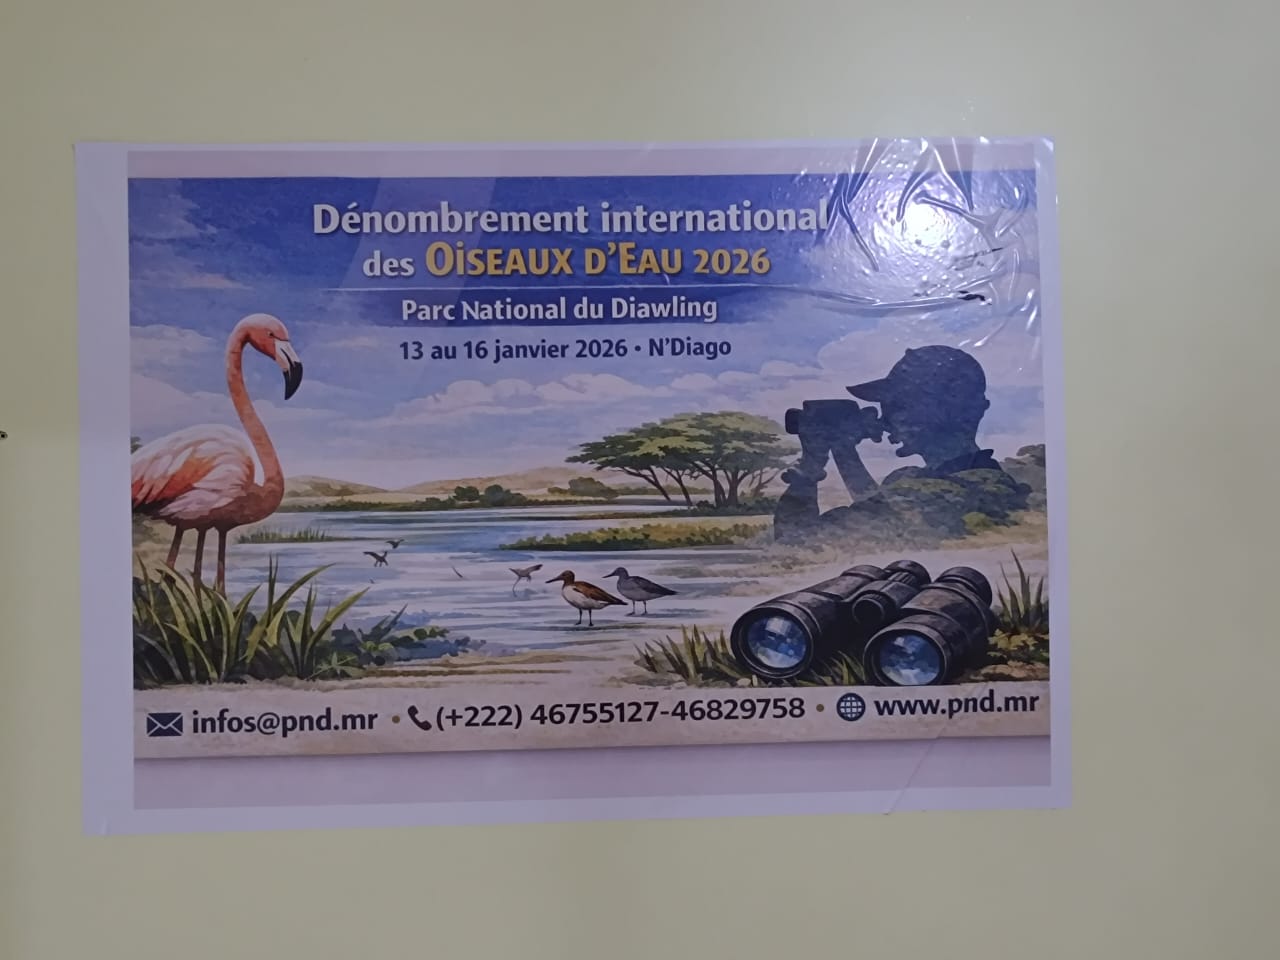 Dénombrement international
des OISEAUX D'EAU 2026
Parc National du Diawling
13 au 16 janvier 2026 • N'Diago
infos@pnd.mr • (+222) 46755127-46829758 • www.pnd.mr